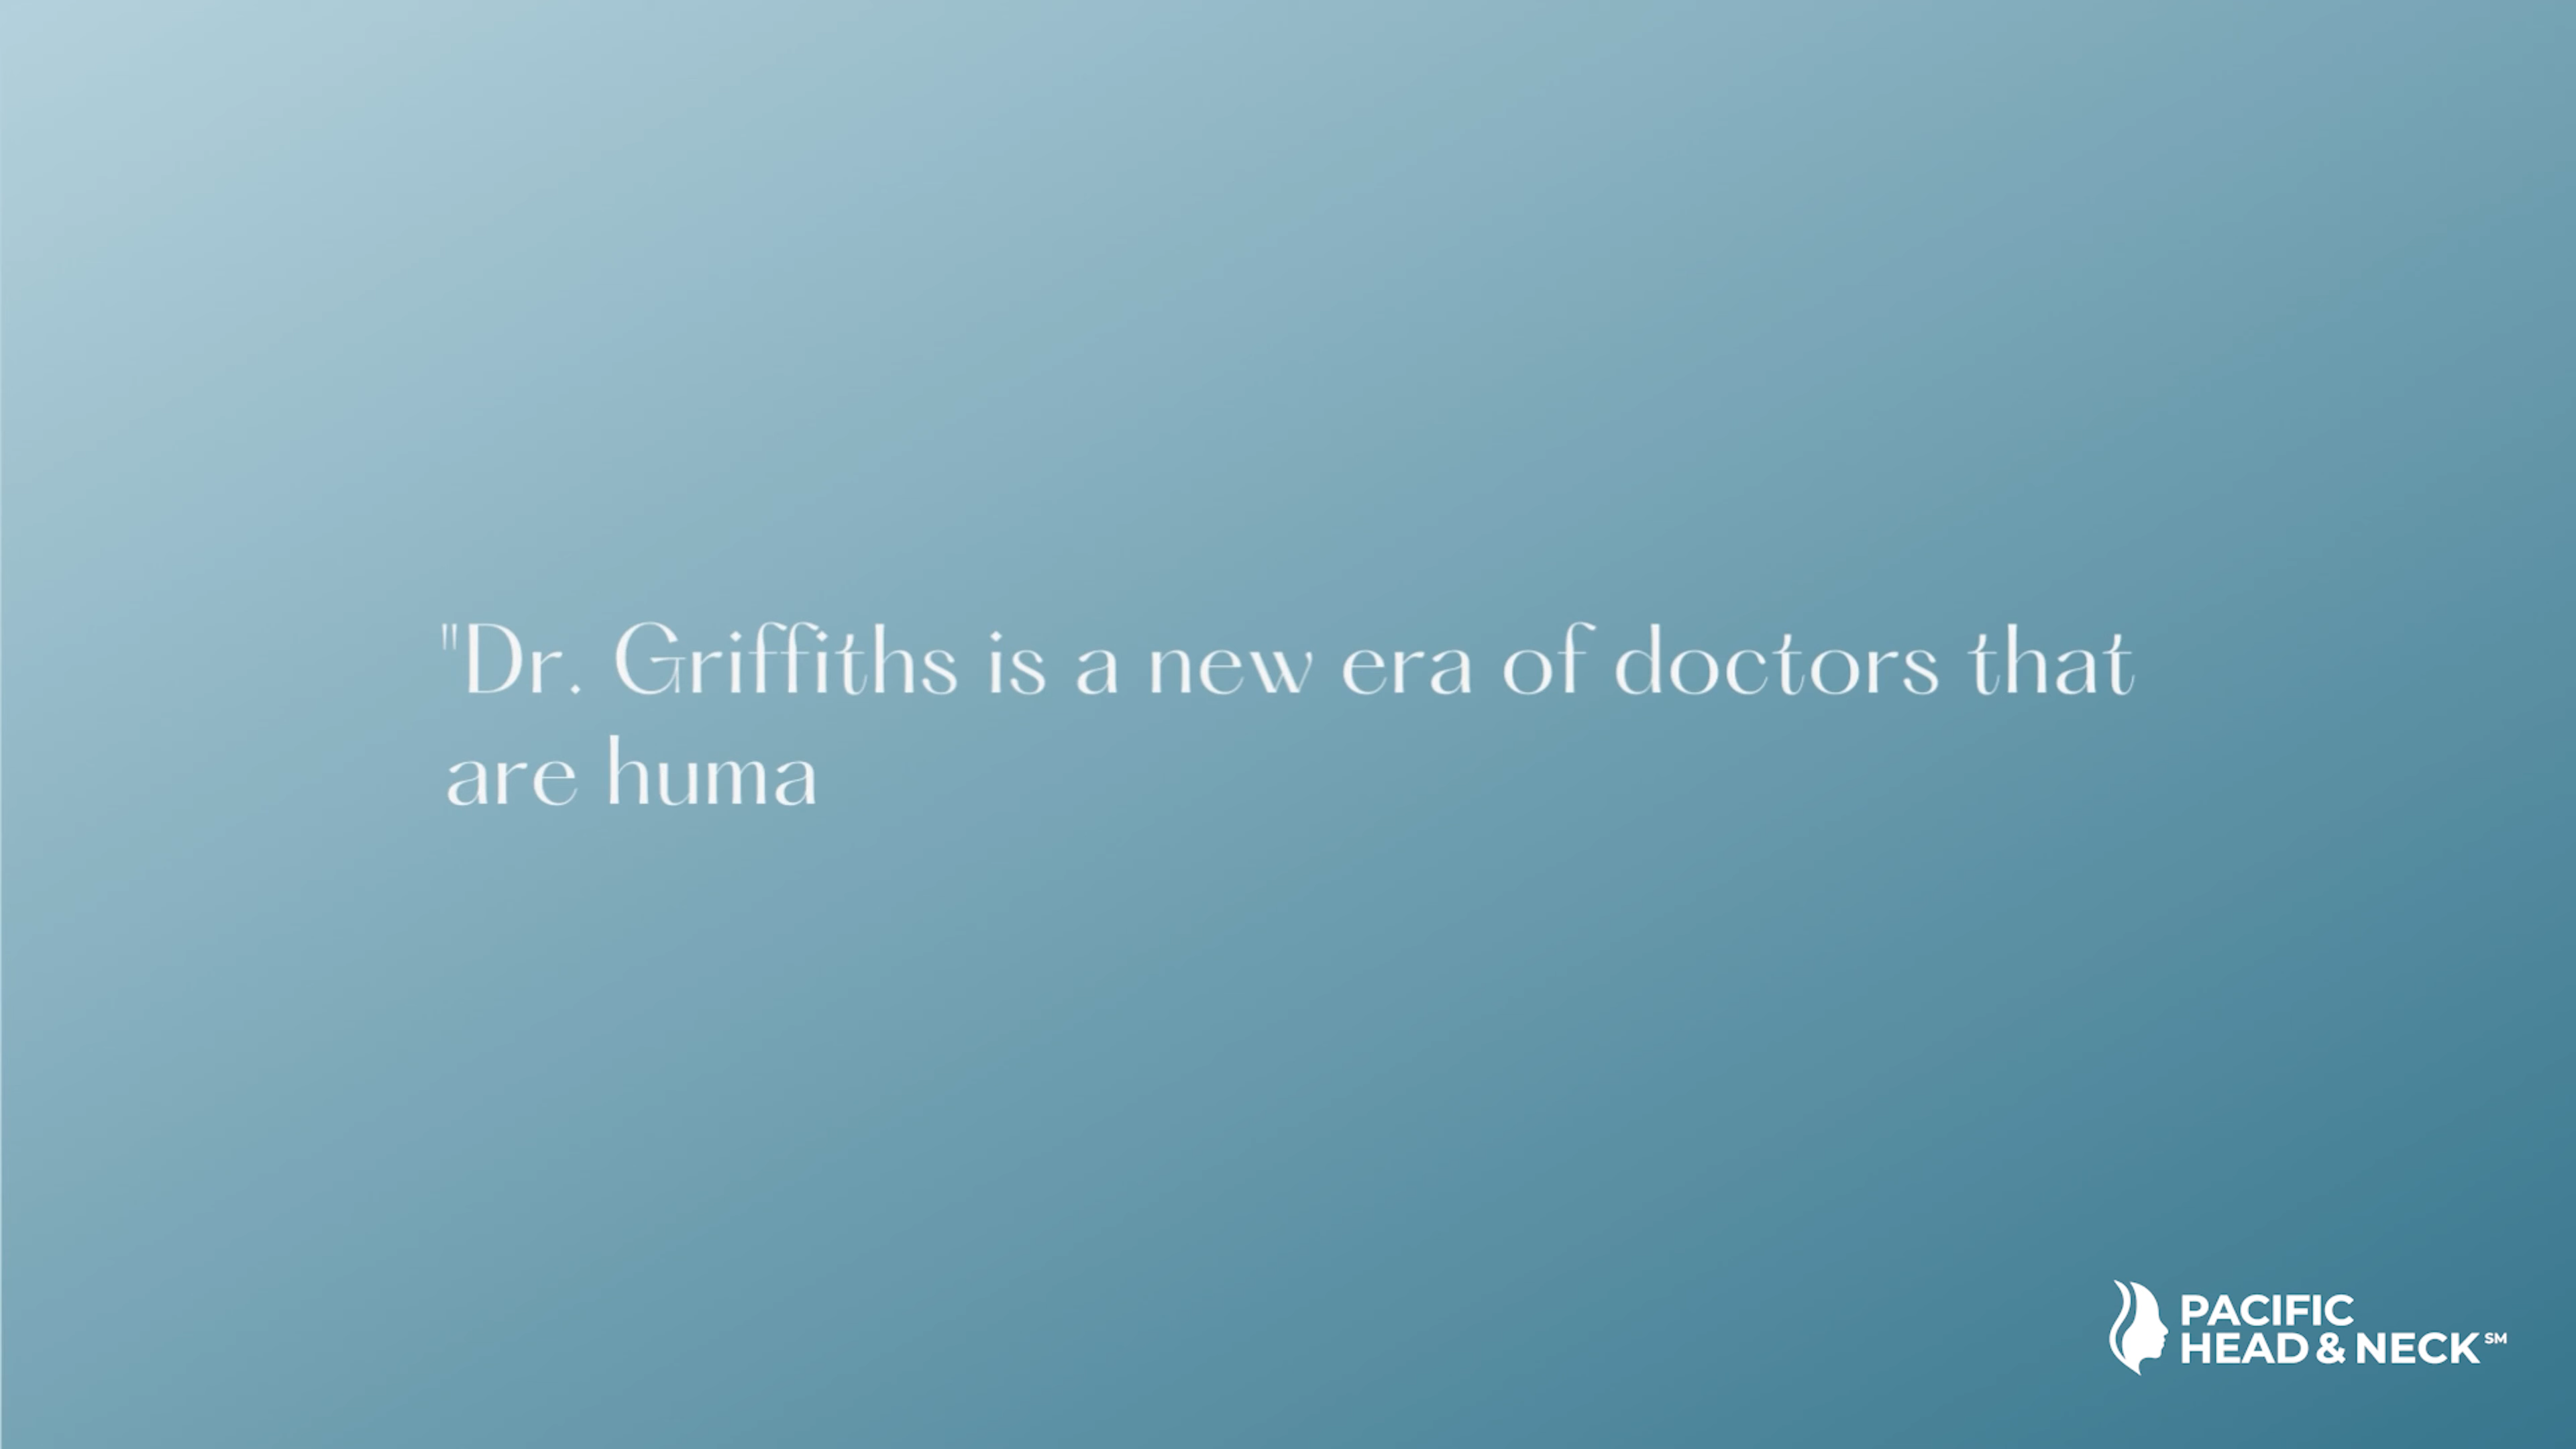 "Dr. Griffiths is a new era of doctors that
are huma
PACIFIC
HEAD & NECK SM